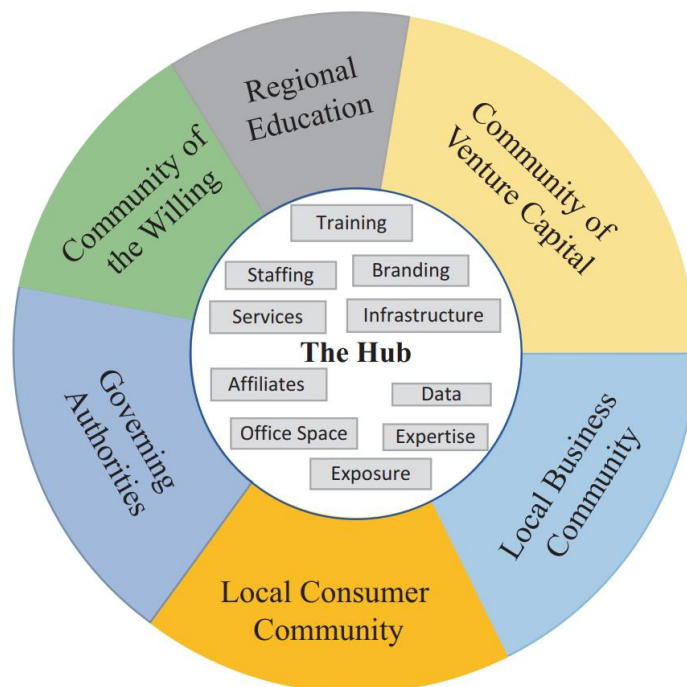 Regional
Education
Community of
Venture Capital
Community of
the Willing
Training
Staffing
Branding
Services
Infrastructure
The Hub
Affiliates
Data
Office Space
Expertise
Exposure
Governing
Authorities
Local Business
Community
Local Consumer
Community